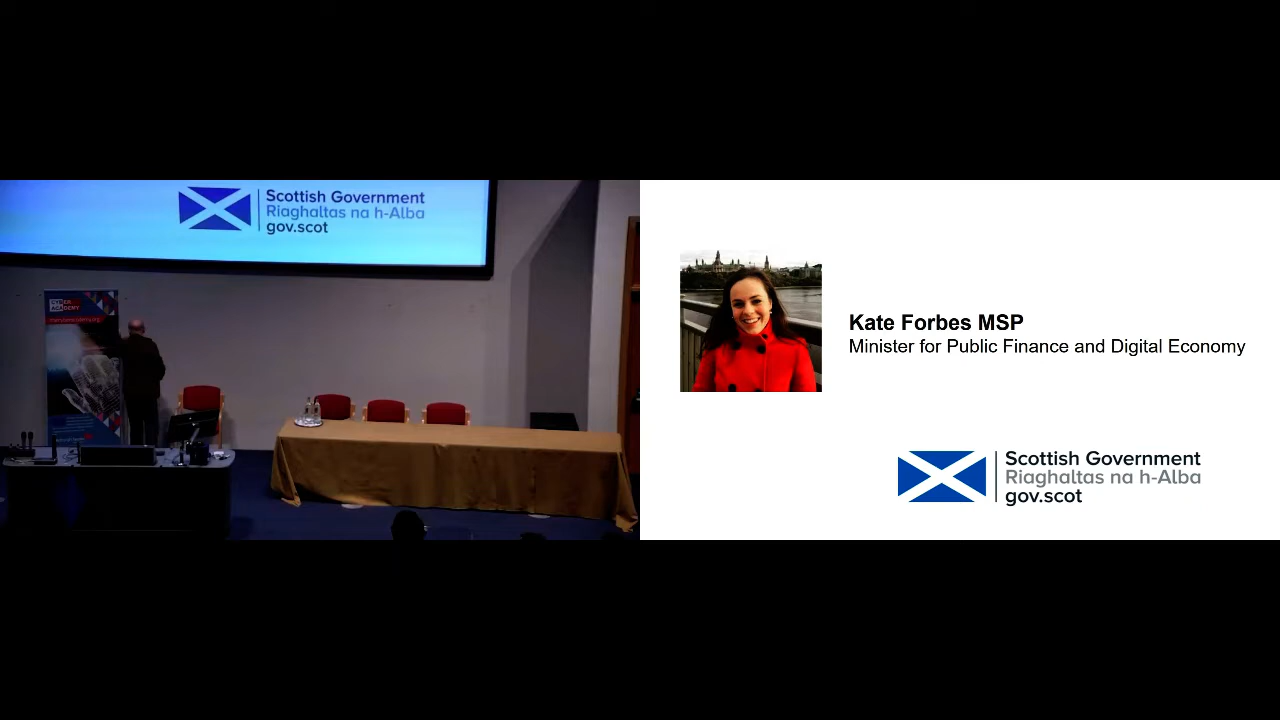 Scottish Government
Riaghaltas na h-Alba
gov.scot
Kate Forbes MSP
Minister for Public Finance and Digital Economy
Scottish Government
Riaghaltas na h-Alba
gov.scot